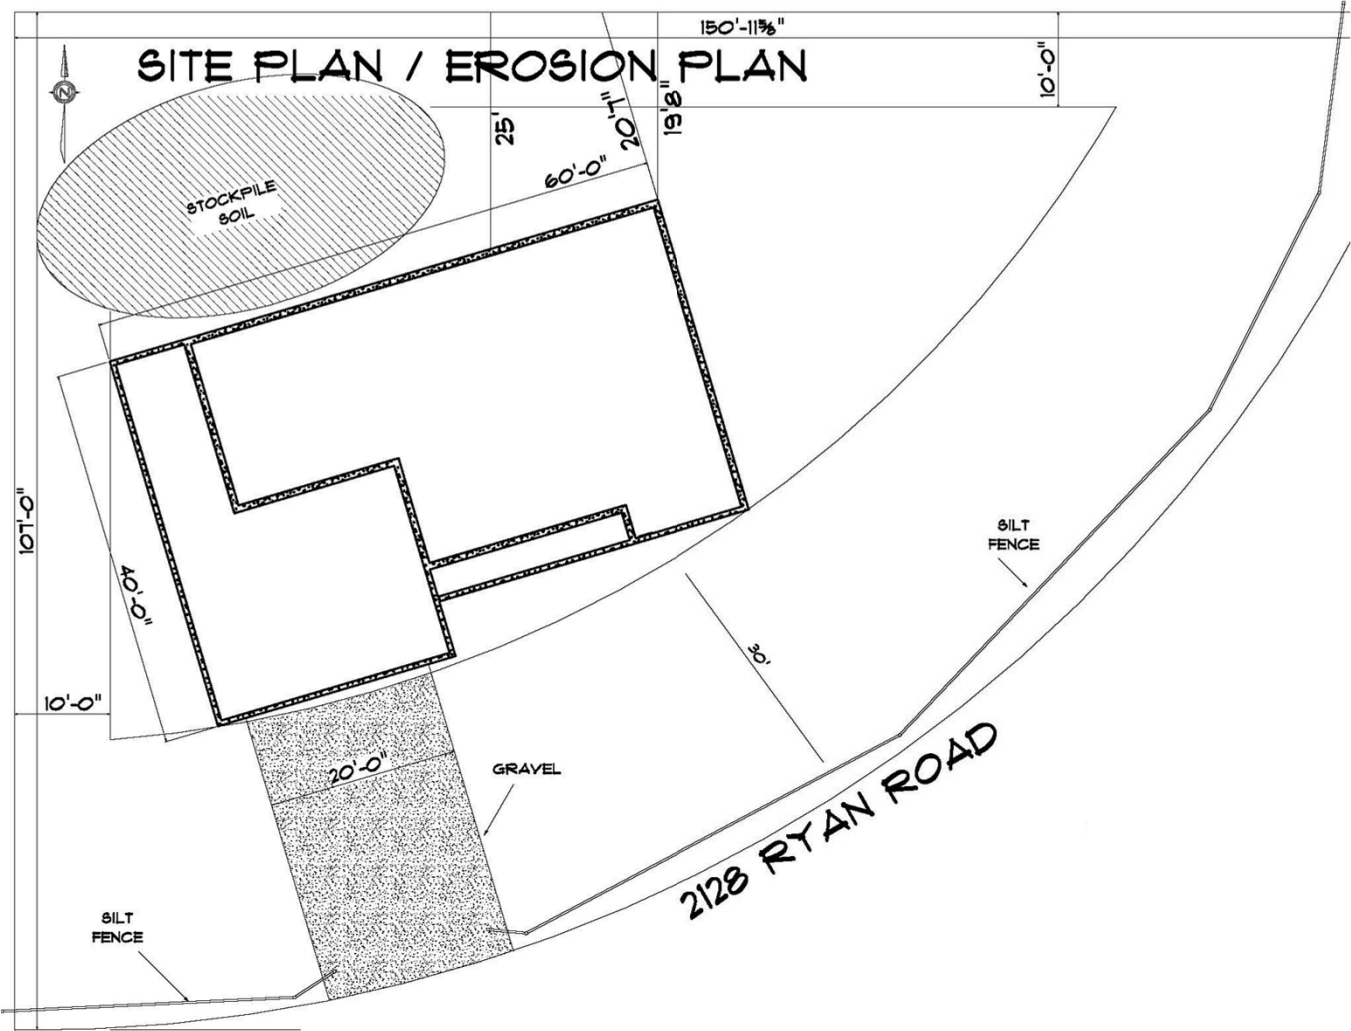 150'-11⅝"
SITE PLAN / EROSION PLAN
10'-0"
N
25'
20'-7"
19'8"
60'-0"
STOCKPILE
SOIL
107'-0"
SILT
FENCE
40'-0"
30'
10'-0"
20'-0"
GRAVEL
2128 RYAN ROAD
SILT
FENCE